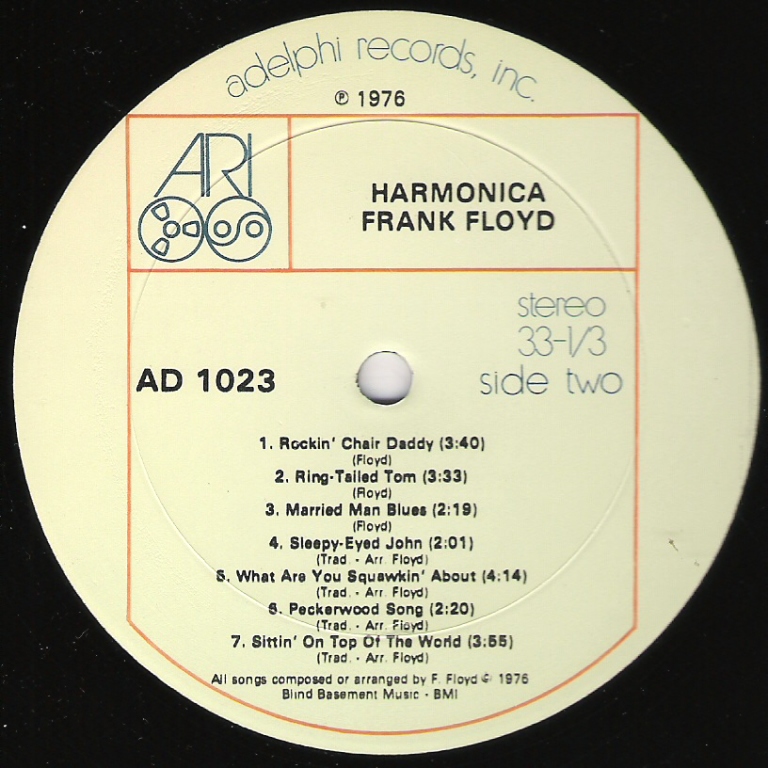 adelphi records, inc.
℗ 1976
ARI
HARMONICA
FRANK FLOYD
stereo
33-1/3
AD 1023
side two
1. Rockin' Chair Daddy (3:40)
(Floyd)
2. Ring-Tailed Tom (3:33)
(Floyd)
3. Married Man Blues (2:19)
(Floyd)
4. Sleepy-Eyed John (2:01)
(Trad. - Arr. Floyd)
5. What Are You Squawkin' About (4:14)
(Trad. - Arr. Floyd)
6. Peckerwood Song (2:20)
(Trad. - Arr. Floyd)
7. Sittin' On Top Of The World (3:55)
(Trad. - Arr. Floyd)
All songs composed or arranged by F. Floyd © 1976
Blind Basement Music - BMI